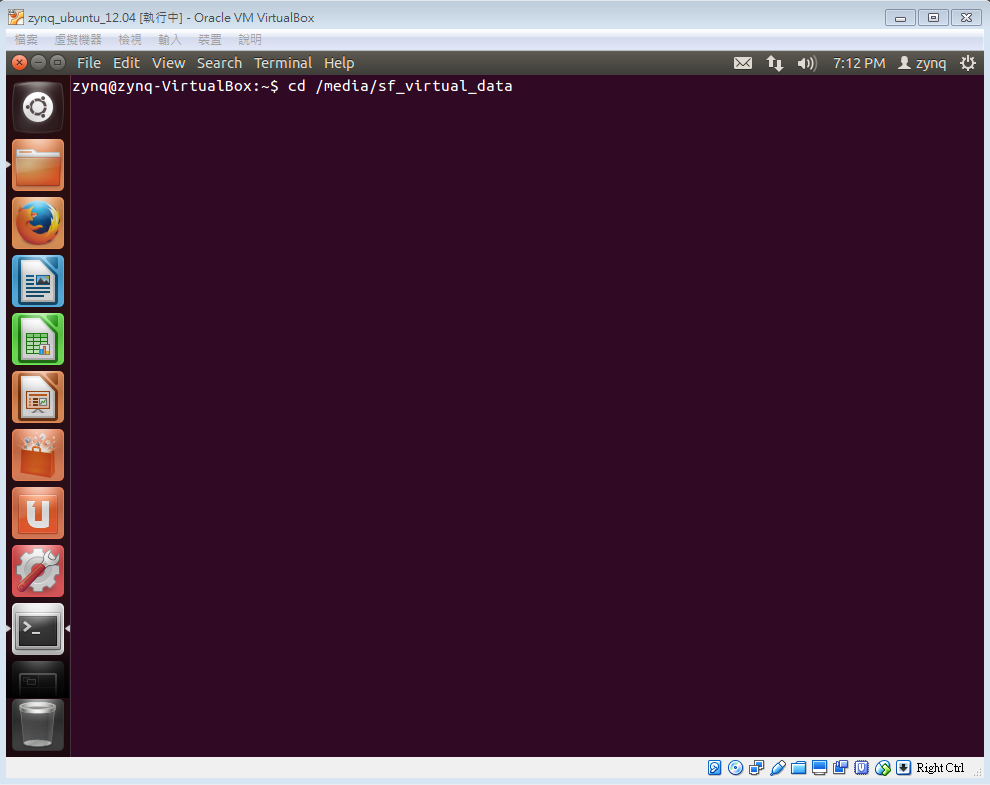 zynq_ubuntu_12.04 [執行中] - Oracle VM VirtualBox
檔案 虛擬機器 檢視 輸入 裝置 說明
File Edit View Search Terminal Help 7:12 PM zynq
zynq@zynq-VirtualBox:~$ cd /media/sf_virtual_data
Right Ctrl